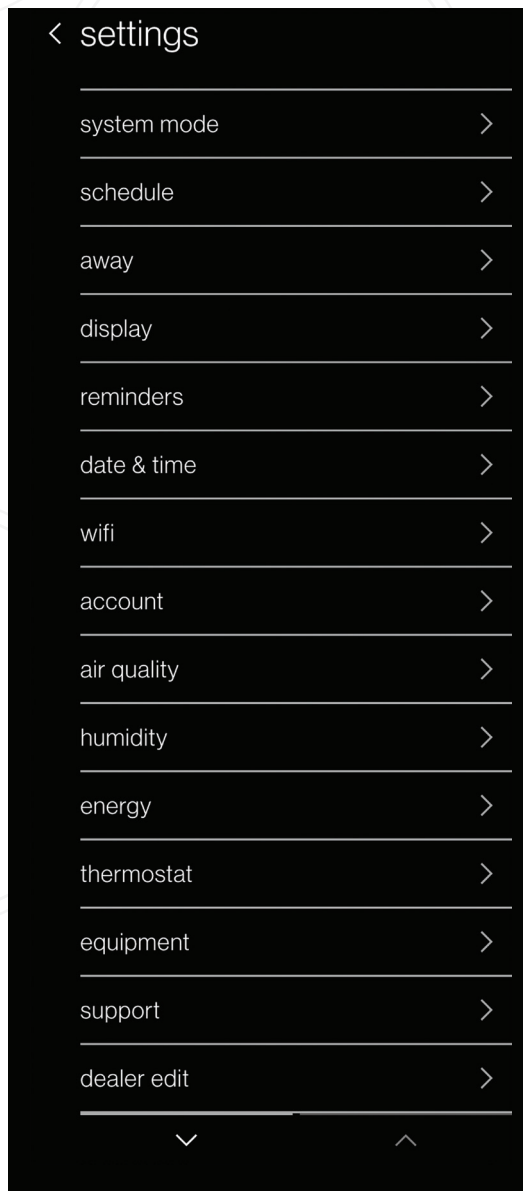 settings
system mode
schedule
away
display
reminders
date & time
wifi
account
air quality
humidity
energy
thermostat
equipment
support
dealer edit